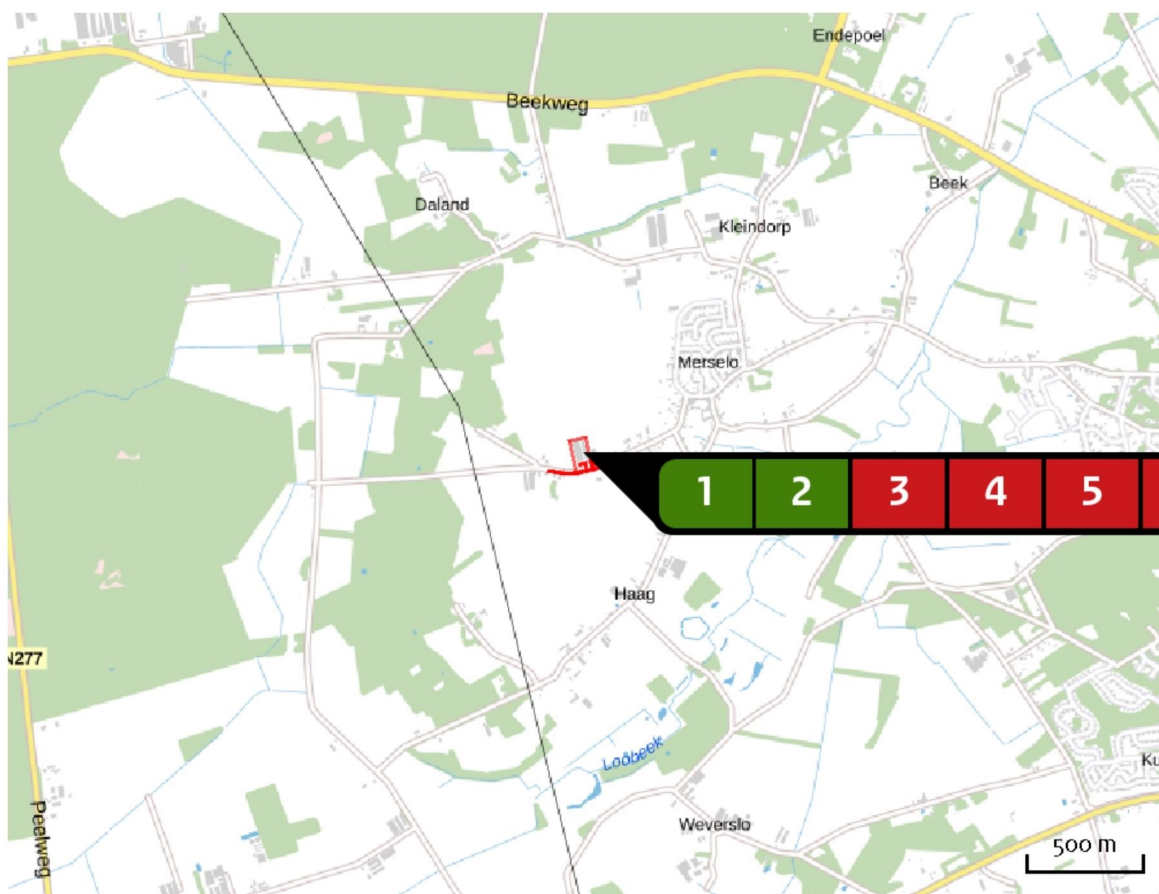 Endepoel
Beekweg
Beek
Daland
Kleindorp
Merselo
1 2 3 4 5
Haag
N277
Loobeek
Ku
Weverslo
Peelweg
500 m